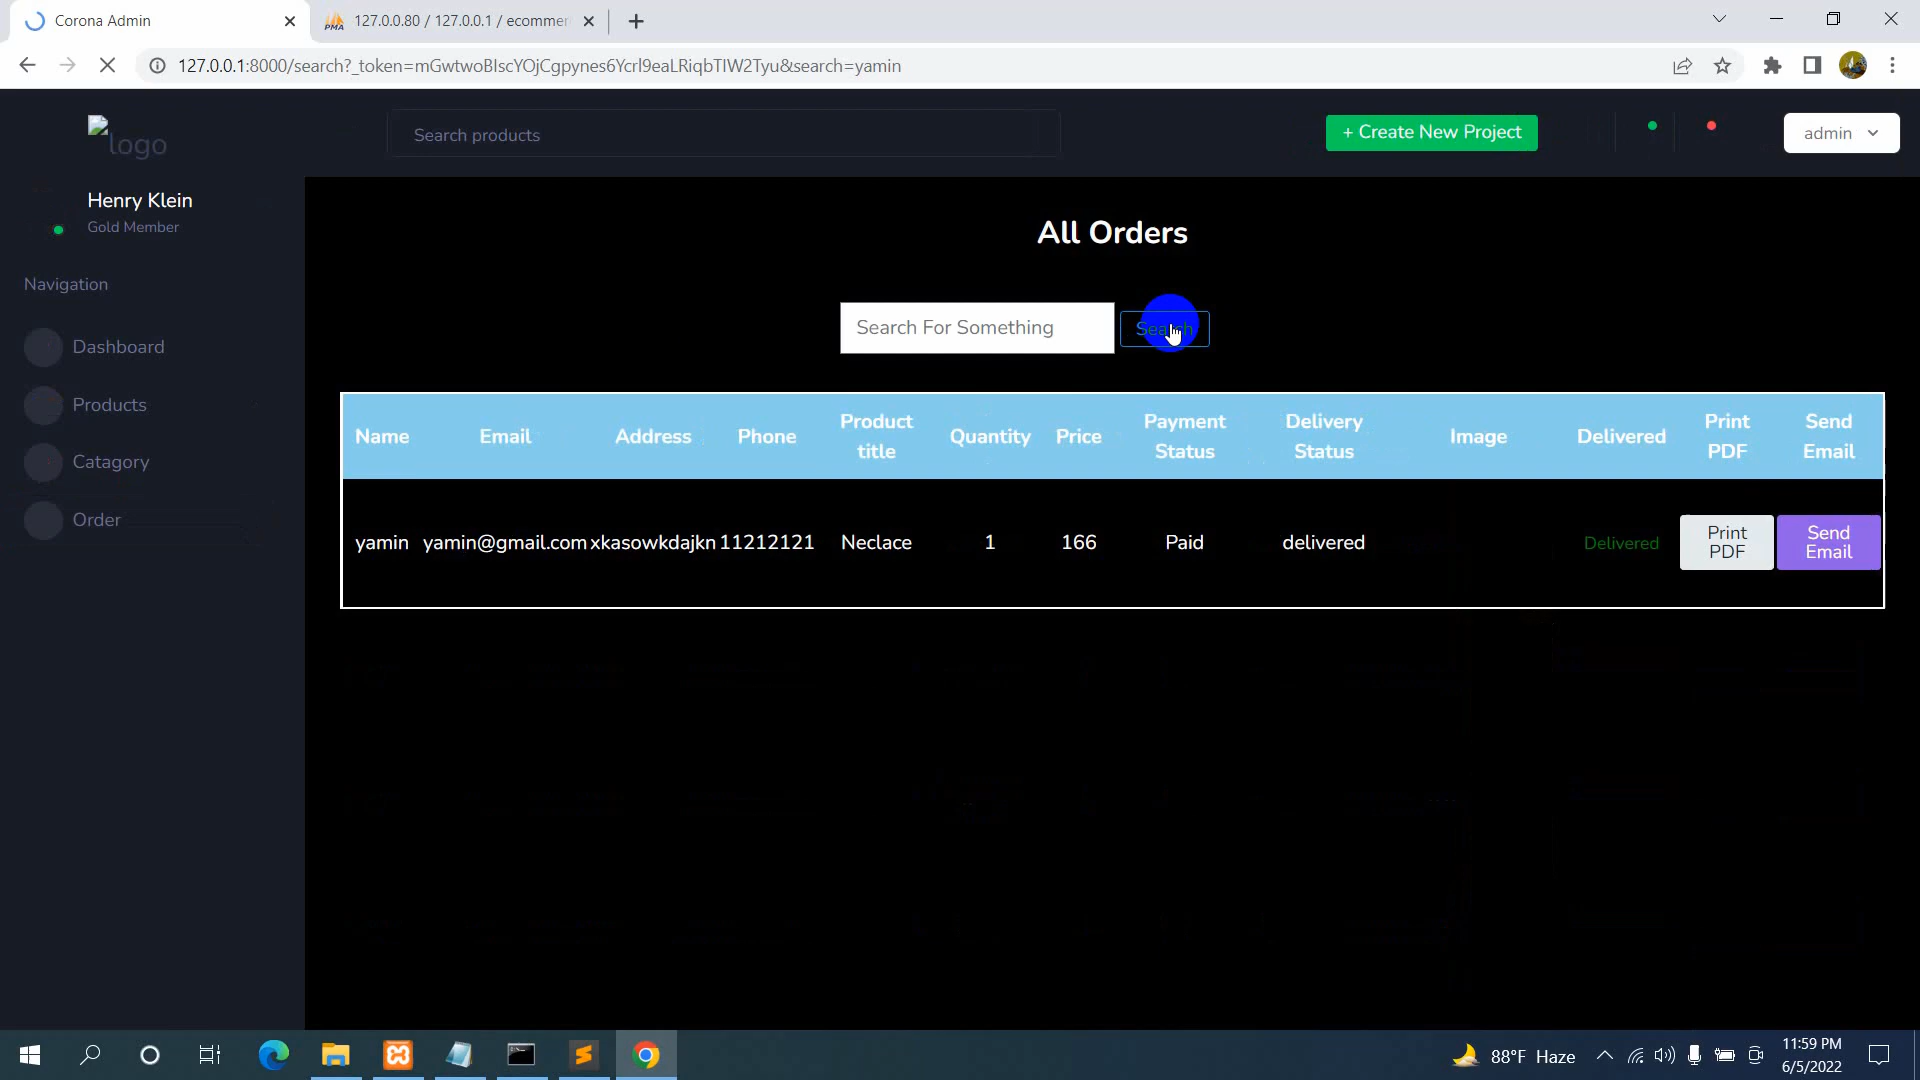 Corona Admin
127.0.0.80 / 127.0.0.1 / ecommer
127.0.0.1:8000/search?_token=mGwtwoBIscYOjCgpynes6Ycrl9eaLRiqbTIW2Tyu&search=yamin
logo
Search products
+ Create New Project
admin
Henry Klein
Gold Member
Navigation
Dashboard
Products
Catagory
Order
All Orders
Search For Something
Search
Name Email Address Phone Product title Quantity Price Payment Status Delivery Status Image Delivered Print PDF Send Email
yamin yamin@gmail.com xkasowkdajkn 11212121 Neclace 1 166 Paid delivered Delivered Print PDF Send Email
88°F Haze
11:59 PM
6/5/2022